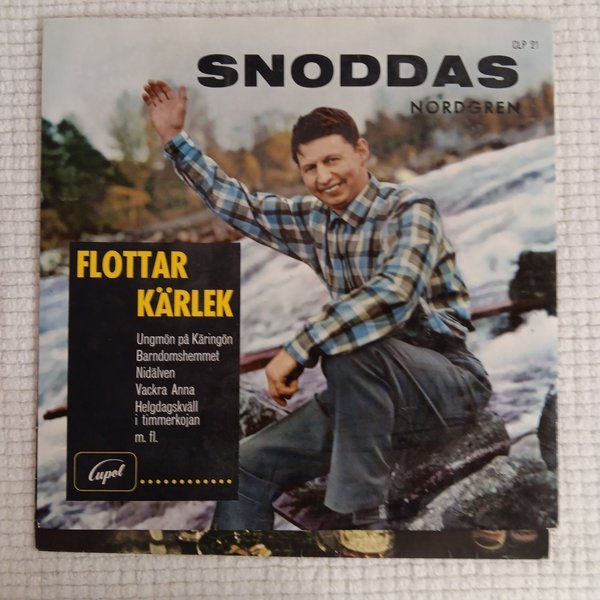 CLP 21
SNODDAS
NORDGREN
FLOTTAR
KÄRLEK
Ungmön på Käringön
Barndomshemmet
Nidälven
Vackra Anna
Helgdagskväll
i timmerkojan
m. fl.
Cupol